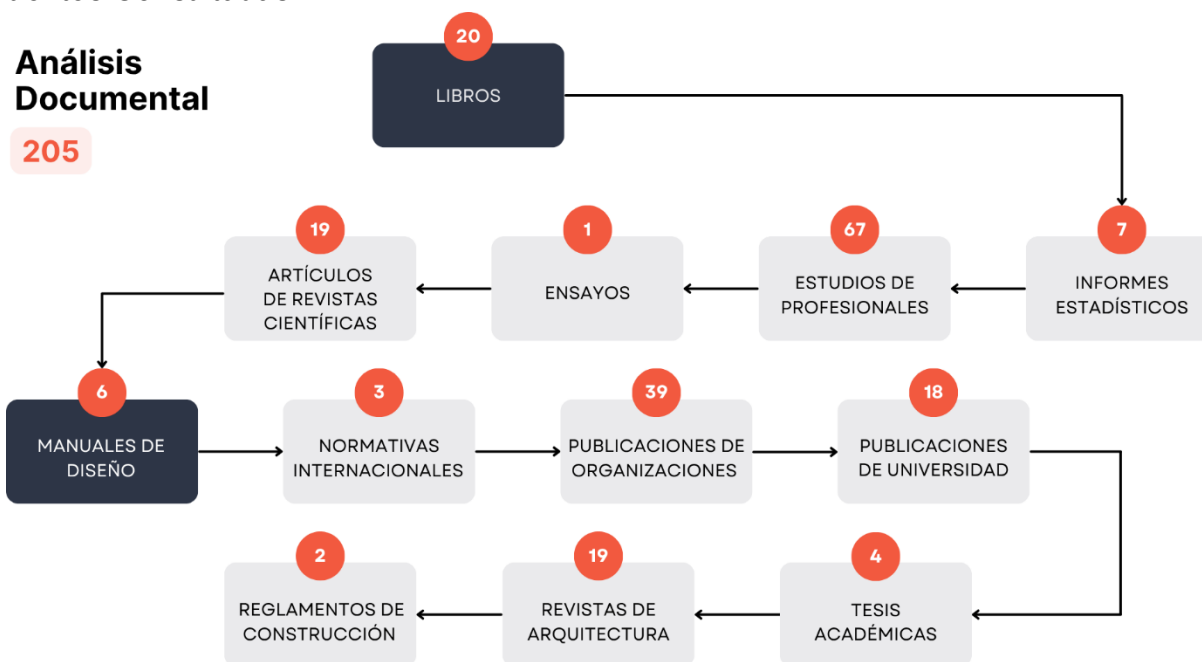 Análisis
Documental
205
20
LIBROS
7
INFORMES
ESTADÍSTICOS
67
ESTUDIOS DE
PROFESIONALES
1
ENSAYOS
19
ARTÍCULOS
DE REVISTAS
CIENTÍFICAS
6
MANUALES DE
DISEÑO
3
NORMATIVAS
INTERNACIONALES
39
PUBLICACIONES DE
ORGANIZACIONES
18
PUBLICACIONES
DE UNIVERSIDAD
4
TESIS
ACADÉMICAS
19
REVISTAS DE
ARQUITECTURA
2
REGLAMENTOS DE
CONSTRUCCIÓN